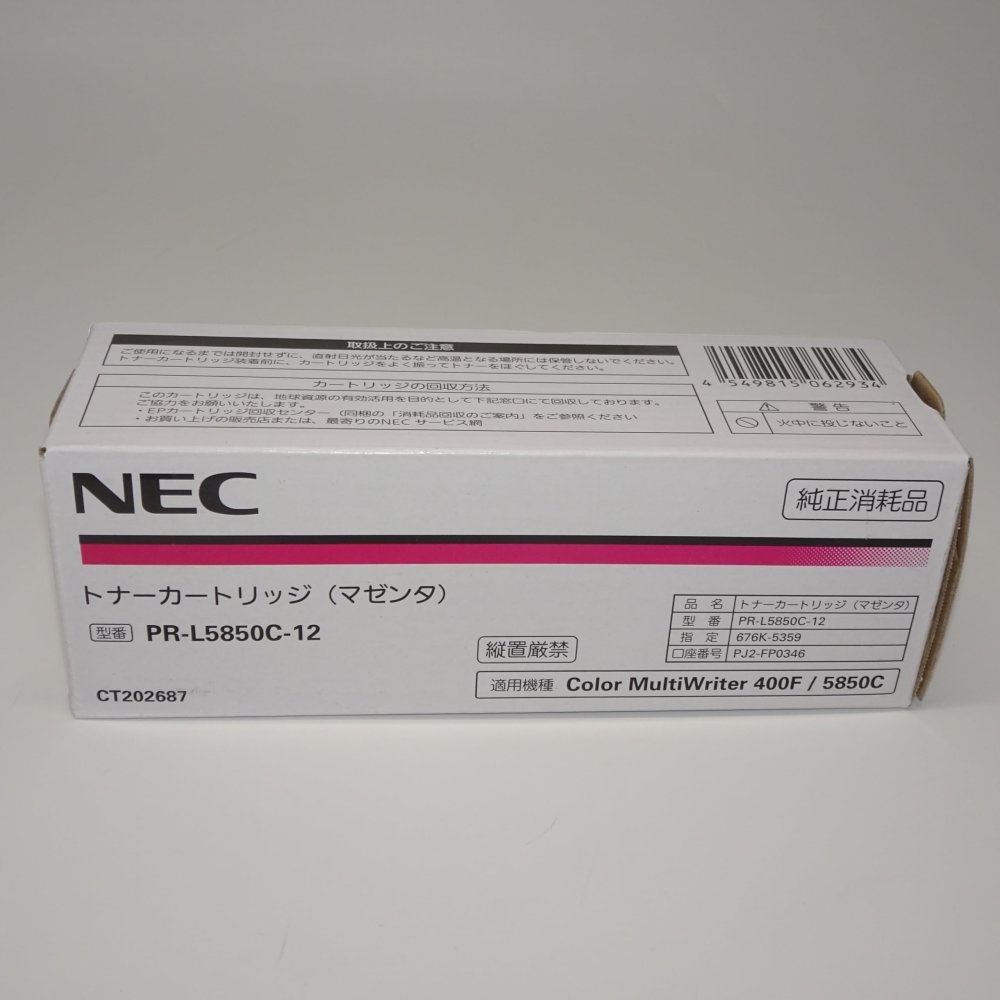 取扱上のご注意
ご使用になるまでは開封せずに、直射日光が当たるなど高温となる場所には保管しないでください。
トナーカートリッジ装着前に、カートリッジをよく振ってトナーをほぐしてください。
カートリッジの回収方法
このカートリッジは、地球資源の有効活用を目的として下記窓口にて回収しております。
ご協力をお願いいたします。
・EPカートリッジ回収センター（同梱の「消耗品回収のご案内」をご参照ください
・お買い上げの販売店または、最寄りのNEC サービス網
4 549815 062934
警告
火中に投じないこと
NEC
純正消耗品
トナーカートリッジ（マゼンタ）
型番 PR-L5850C-12
品名 トナーカートリッジ（マゼンタ）
型番 PR-L5850C-12
指定 676K-5359
口座番号 PJ2-FP0346
縦置厳禁
適用機種 Color MultiWriter 400F / 5850C
CT202687